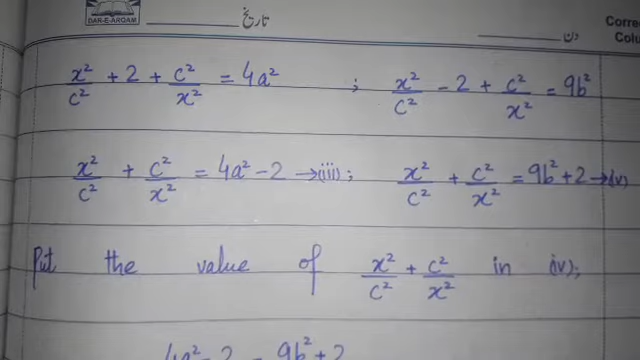 DAR-E-ARQAM
تاریخ
دن
Corre
Colu
x²/c² + 2 + c²/x² = 4a² ; x²/c² - 2 + c²/x² = 9b²
x²/c² + c²/x² = 4a² - 2 →(iii); x²/c² + c²/x² = 9b² + 2 →(iv)
Put the value of x²/c² + c²/x² in (iv);
4a² - 2 = 9b² + 2